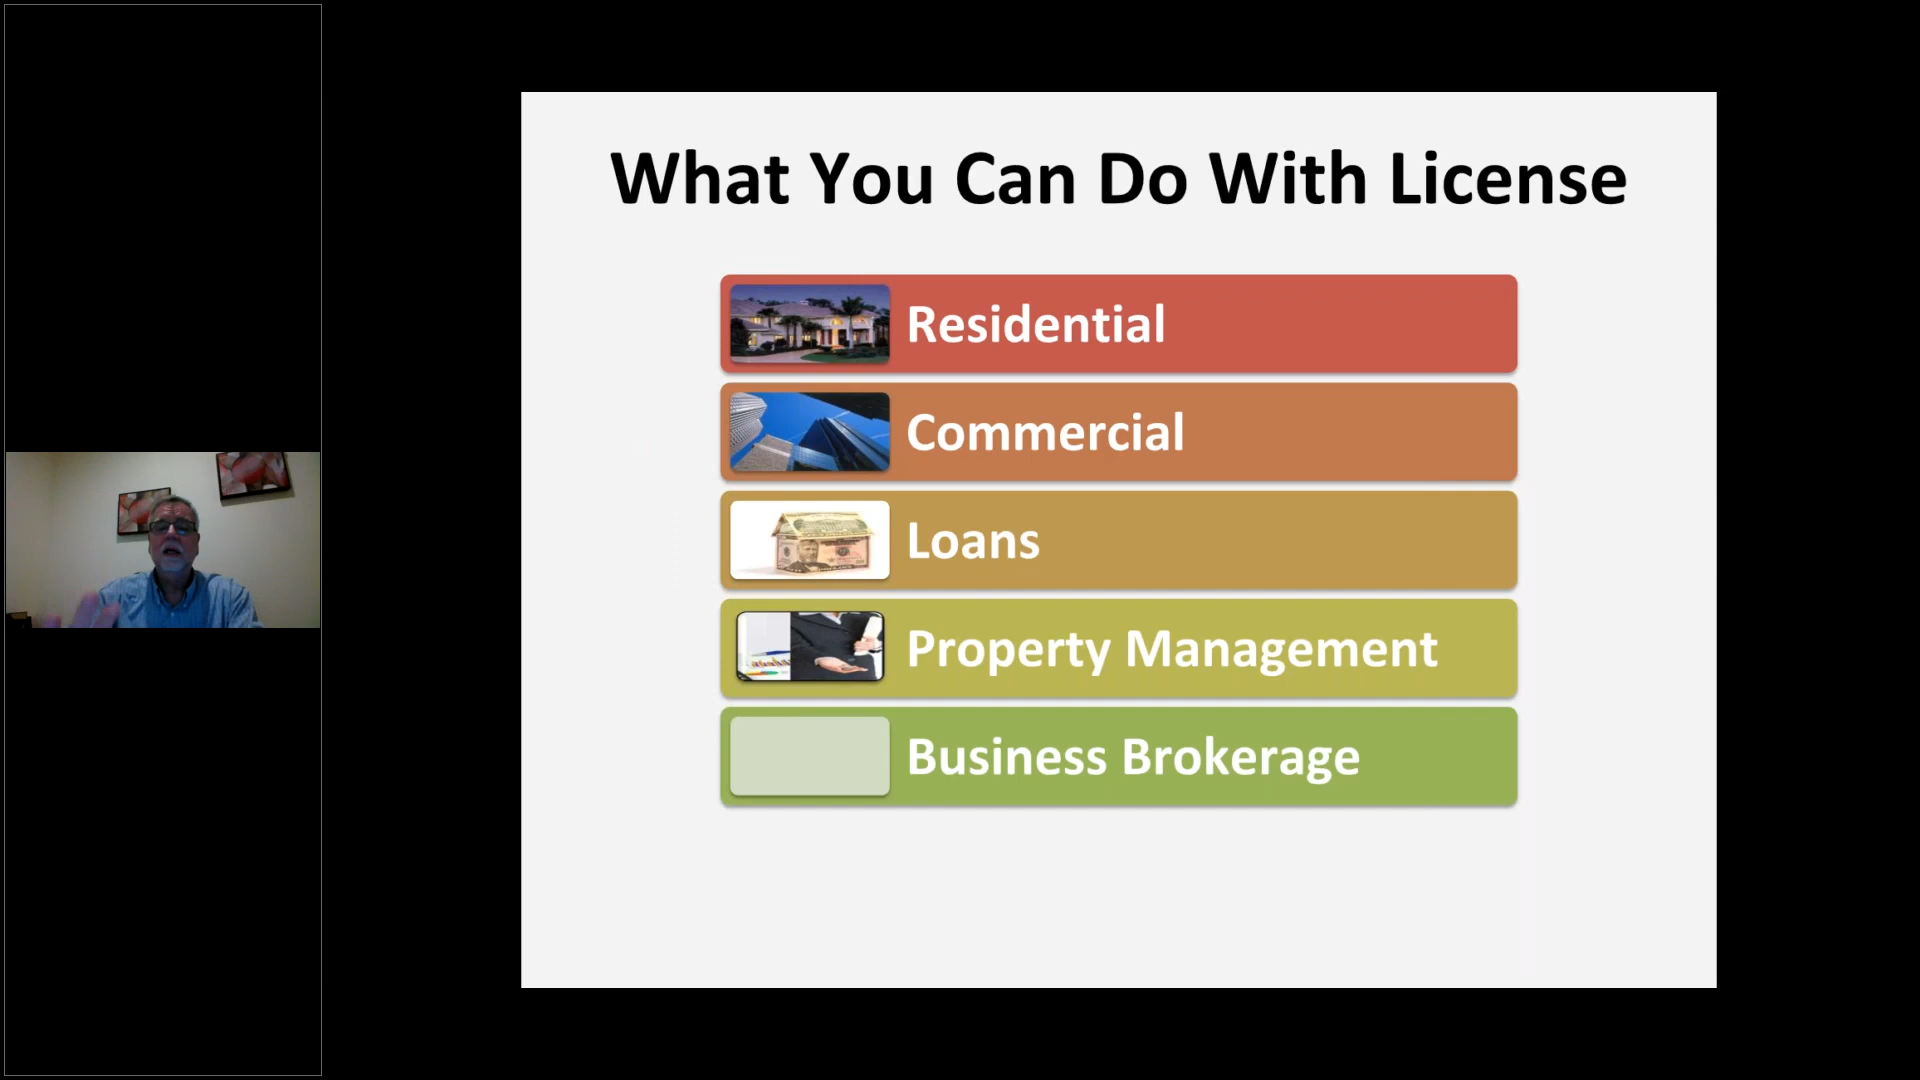 What You Can Do With License
Residential
Commercial
Loans
Property Management
Business Brokerage